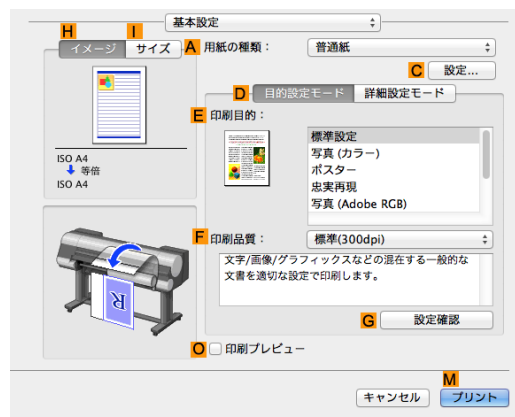 基本設定
H
I
イメージ
サイズ
A 用紙の種類：
普通紙
C 設定...
D 目的設定モード
詳細設定モード
E 印刷目的：
標準設定
写真 (カラー)
ポスター
忠実再現
写真 (Adobe RGB)
ISO A4
等倍
ISO A4
F 印刷品質：
標準(300dpi)
文字/画像/グラフィックスなどの混在する一般的な
文書を適切な設定で印刷します。
R
G 設定確認
O 印刷プレビュー
M
キャンセル
プリント